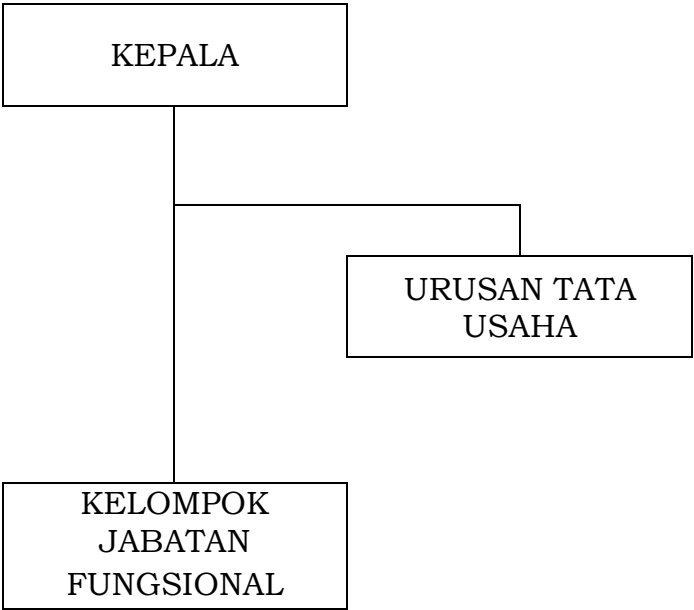 KEPALA
URUSAN TATA
USAHA
KELOMPOK
JABATAN
FUNGSIONAL